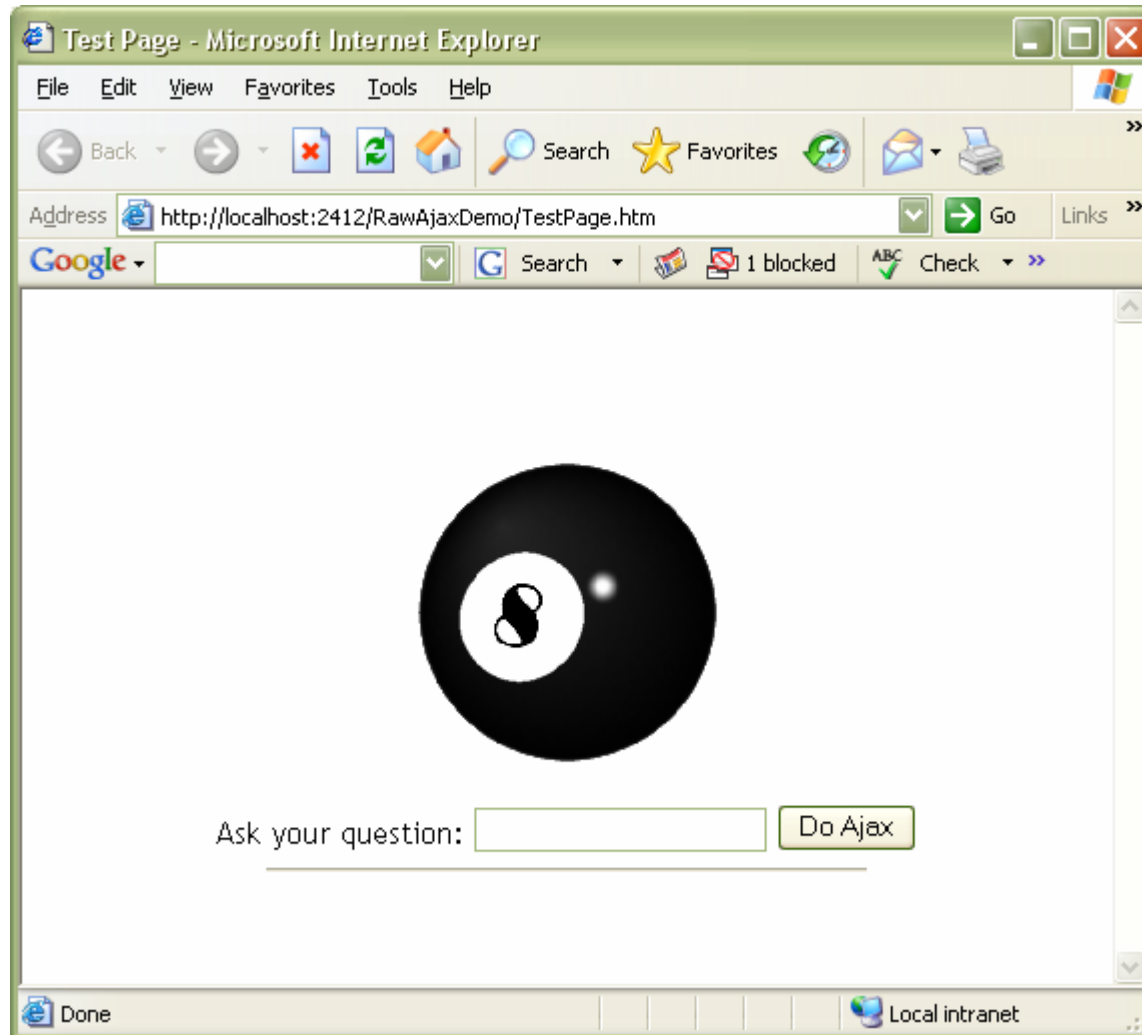 Test Page - Microsoft Internet Explorer
File Edit View Favorites Tools Help
Back Search Favorites »
Address http://localhost:2412/RawAjaxDemo/TestPage.htm Go Links »
Google Search 1 blocked ABC Check »
8
Ask your question: Do Ajax
Done Local intranet